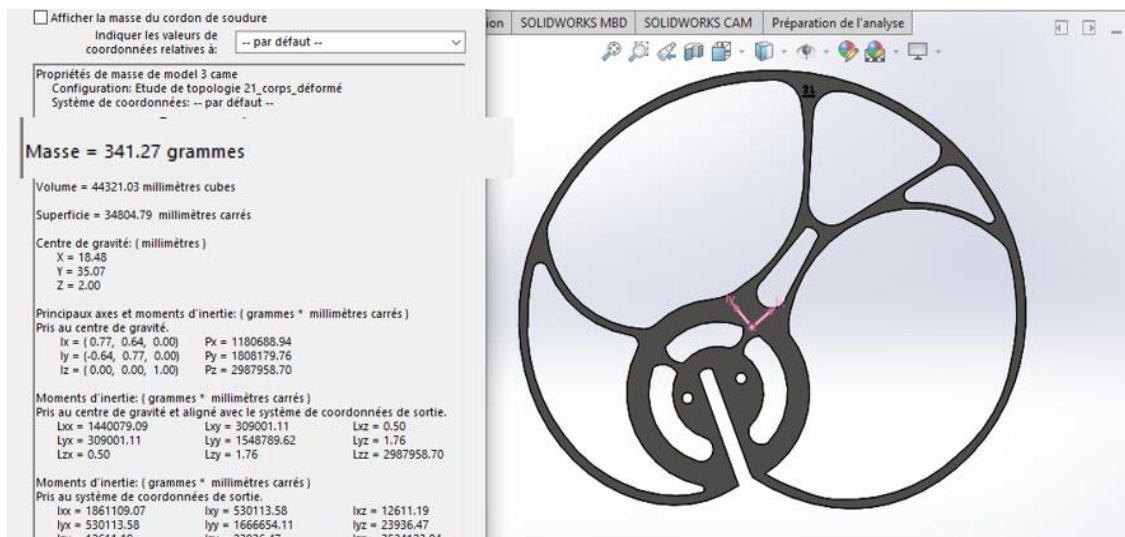 Afficher la masse du cordon de soudure
Indiquer les valeurs de
coordonnées relatives à:
-- par défaut --
Propriétés de masse de model 3 came
Configuration: Etude de topologie 21_corps_déformé
Système de coordonnées: -- par défaut --
Masse = 341.27 grammes
Volume = 44321.03 millimètres cubes
Superficie = 34804.79 millimètres carrés
Centre de gravité: ( millimètres )
X = 18.48
Y = 35.07
Z = 2.00
Principaux axes et moments d'inertie: ( grammes * millimètres carrés )
Pris au centre de gravité.
Ix = ( 0.77, 0.64, 0.00) Px = 1180688.94
Iy = (-0.64, 0.77, 0.00) Py = 1808179.76
Iz = ( 0.00, 0.00, 1.00) Pz = 2987958.70
Moments d'inertie: ( grammes * millimètres carrés )
Pris au centre de gravité et aligné avec le système de coordonnées de sortie.
Lxx = 1440079.09 Lxy = 309001.11 Lxz = 0.50
Lyx = 309001.11 Lyy = 1548789.62 Lyz = 1.76
Lzx = 0.50 Lzy = 1.76 Lzz = 2987958.70
Moments d'inertie: ( grammes * millimètres carrés )
Pris au système de coordonnées de sortie.
Ixx = 1861109.07 Ixy = 530113.58 Ixz = 12611.19
Iyx = 530113.58 Iyy = 1666654.11 Iyz = 23936.47
ion SOLIDWORKS MBD SOLIDWORKS CAM Préparation de l'analyse
Iy